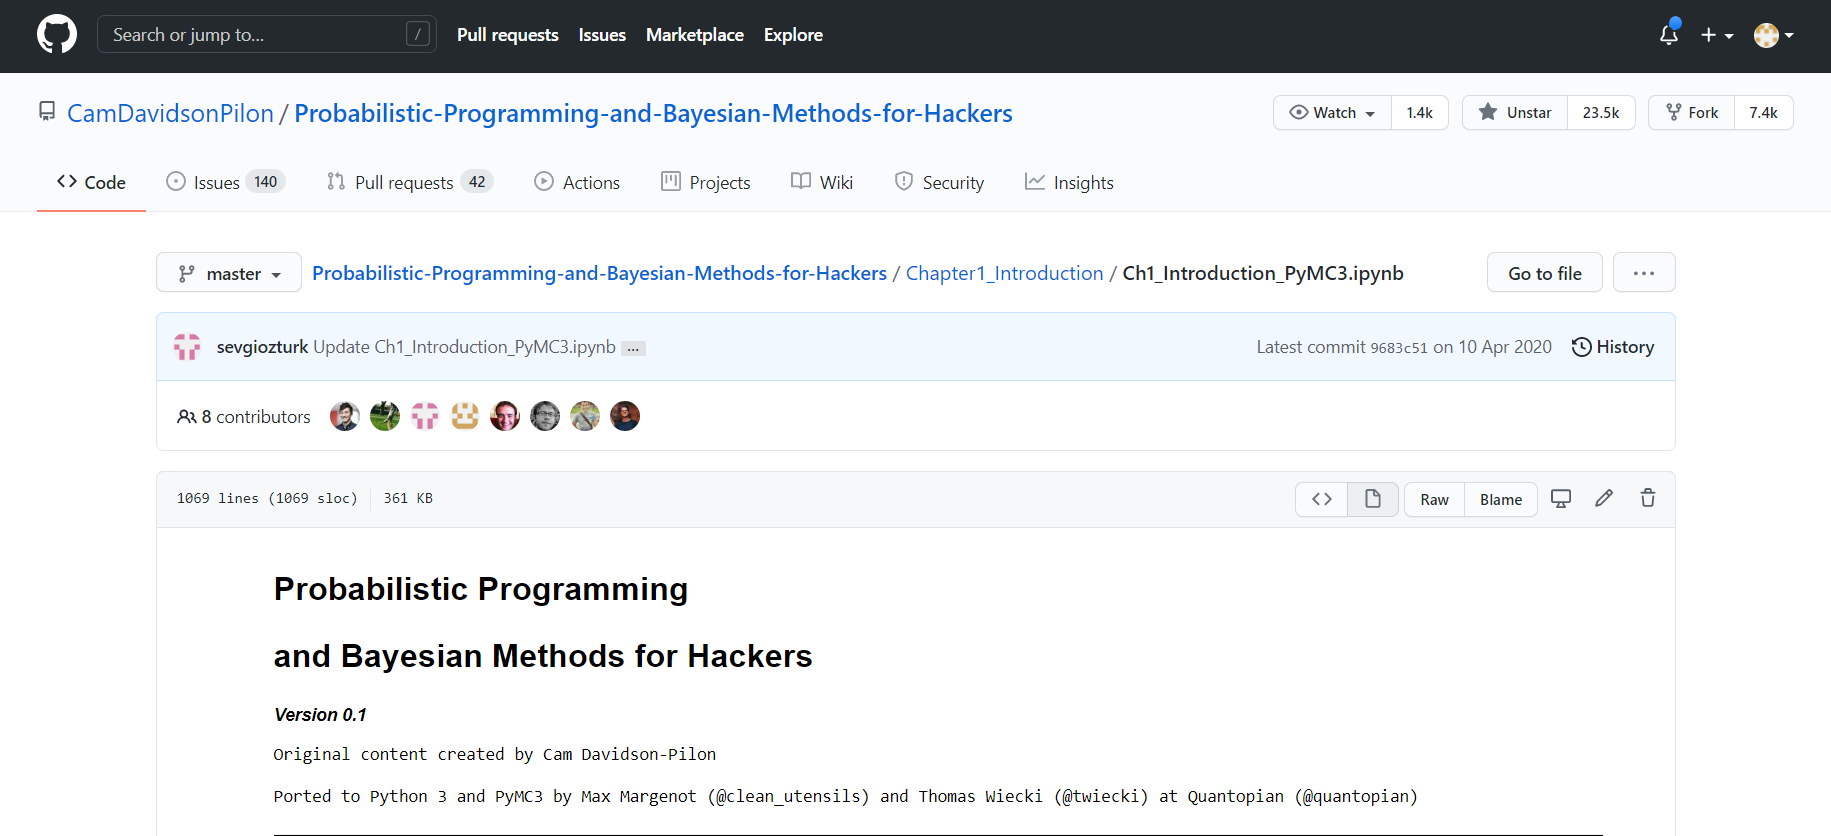 Search or jump to... /
Pull requests Issues Marketplace Explore
CamDavidsonPilon / Probabilistic-Programming-and-Bayesian-Methods-for-Hackers
Watch 1.4k Unstar 23.5k Fork 7.4k
Code Issues 140 Pull requests 42 Actions Projects Wiki Security Insights
master Probabilistic-Programming-and-Bayesian-Methods-for-Hackers / Chapter1_Introduction / Ch1_Introduction_PyMC3.ipynb
Go to file ...
sevgiozturk Update Ch1_Introduction_PyMC3.ipynb ...
Latest commit 9683c51 on 10 Apr 2020 History
8 contributors
1069 lines (1069 sloc) 361 KB
<> Raw Blame
Probabilistic Programming
and Bayesian Methods for Hackers
Version 0.1
Original content created by Cam Davidson-Pilon
Ported to Python 3 and PyMC3 by Max Margenot (@clean_utensils) and Thomas Wiecki (@twiecki) at Quantopian (@quantopian)